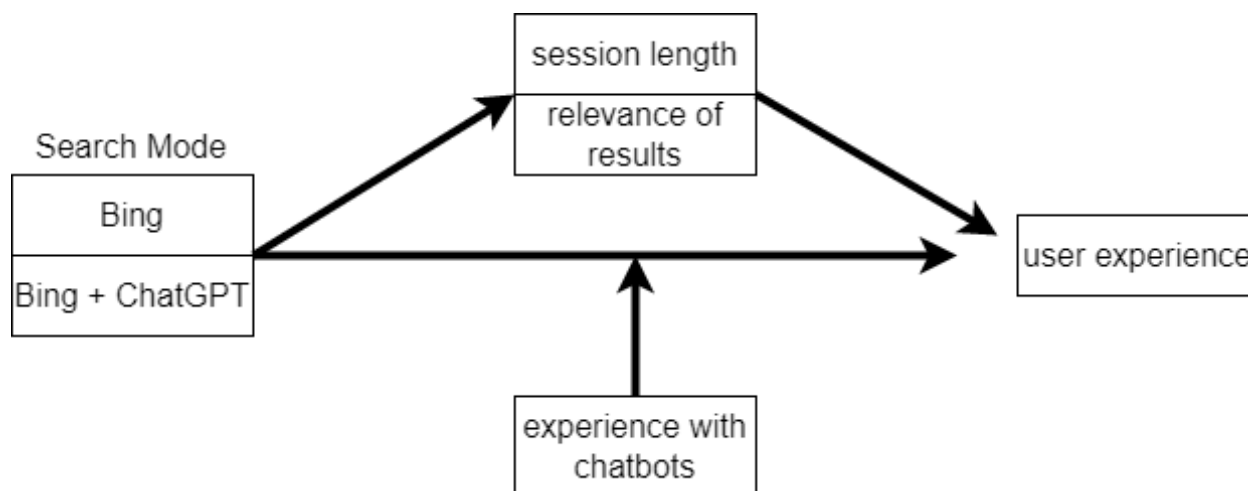 session length
relevance of
results
Search Mode
Bing
Bing + ChatGPT
user experience
experience with
chatbots